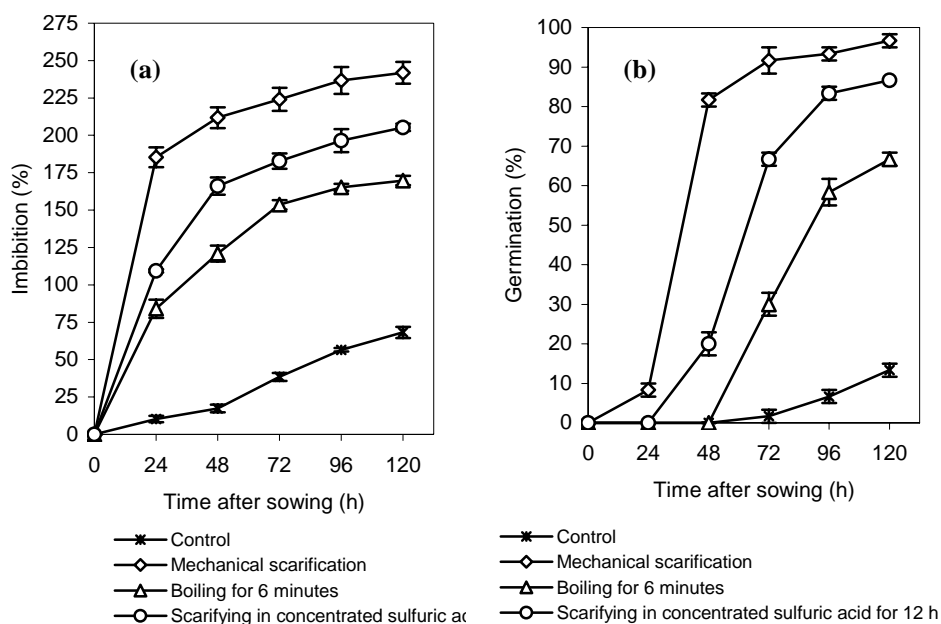 (a)
Imbibition (%)
275
250
225
200
175
150
125
100
75
50
25
0
0 24 48 72 96 120
Time after sowing (h)
Control
Mechanical scarification
Boiling for 6 minutes
Scarifying in concentrated sulfuric
(b)
Germination (%)
100
90
80
70
60
50
40
30
20
10
0
0 24 48 72 96 120
Time after sowing (h)
Control
Mechanical scarification
Boiling for 6 minutes
Scarifying in concentrated sulfuric acid for 12 h